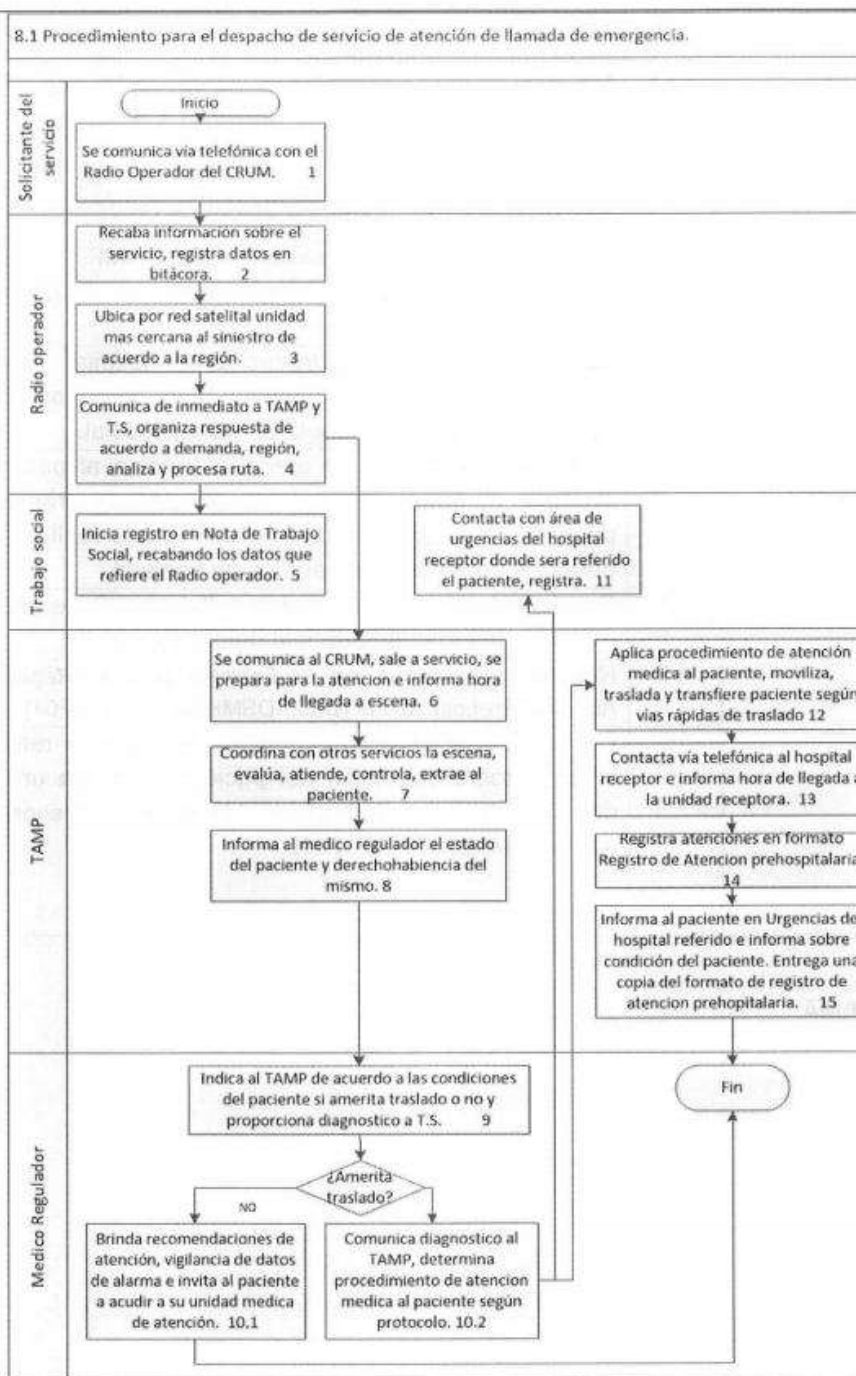 8.1 Procedimiento para el despacho de servicio de atención de llamada de emergencia.
Solicitante del
servicio
Inicio
Se comunica vía telefónica con el
Radio Operador del CRUM. 1
Radio operador
Recaba información sobre el
servicio, registra datos en
bitácora. 2
Ubica por red satelital unidad
mas cercana al siniestro de
acuerdo a la región. 3
Comunica de inmediato a TAMP y
T.S, organiza respuesta de
acuerdo a demanda, región,
analiza y procesa ruta. 4
Trabajo social
Inicia registro en Nota de Trabajo
Social, recabando los datos que
refiere el Radio operador. 5
Contacta con área de
urgencias del hospital
receptor donde sera referido
el paciente, registra. 11
TAMP
Se comunica al CRUM, sale a servicio, se
prepara para la atencion e informa hora
de llegada a escena. 6
Coordina con otros servicios la escena,
evalúa, atiende, controla, extrae al
paciente. 7
Informa al medico regulador el estado
del paciente y derechohabiencia del
mismo. 8
Aplica procedimiento de atención
medica al paciente, moviliza,
traslada y transfiere paciente según
vías rápidas de traslado 12
Contacta vía telefónica al hospital
receptor e informa hora de llegada a
la unidad receptora. 13
Registra atenciones en formato
Registro de Atencion prehospitalaria
14
Informa al paciente en Urgencias de
hospital referido e informa sobre
condición del paciente. Entrega una
copia del formato de registro de
atencion prehopitalaria. 15
Medico Regulador
Indica al TAMP de acuerdo a las condiciones
del paciente si amerita traslado o no y
proporciona diagnostico a T.S. 9
¿Amerita
traslado?
NO
Brinda recomendaciones de
atención, vigilancia de datos
de alarma e invita al paciente
a acudir a su unidad medica
de atención. 10.1
Comunica diagnostico al
TAMP, determina
procedimiento de atencion
medica al paciente según
protocolo. 10.2
Fin